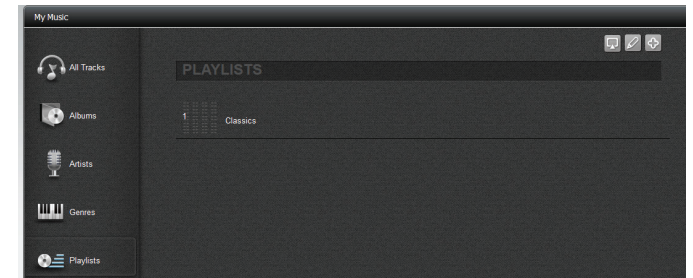 My Music
All Tracks
PLAYLISTS
Albums
1 Classics
Artists
Genres
Playlists